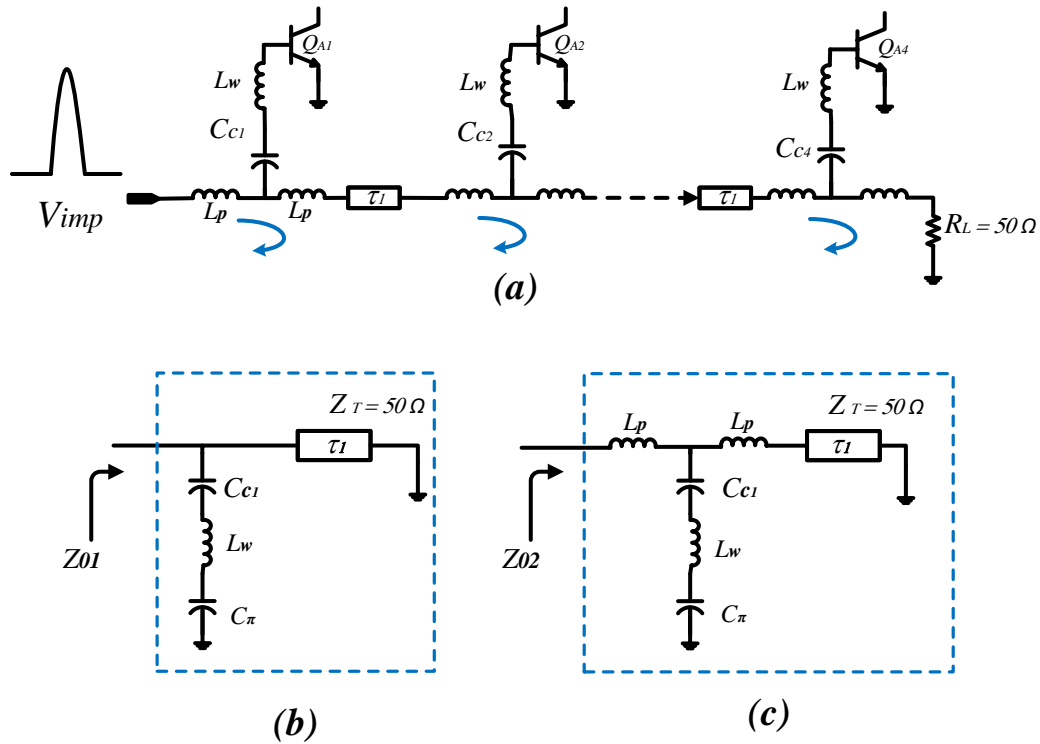 QA1
QA2
QA4
Lw
Lw
Lw
CC1
CC2
CC4
τ1
τ1
Vimp
Lp
Lp
RL = 50 Ω
(a)
ZT = 50 Ω
τ1
Cc1
Lw
Z01
Cπ
(b)
Lp
Lp
ZT = 50 Ω
τ1
Cc1
Lw
Z02
Cπ
(c)